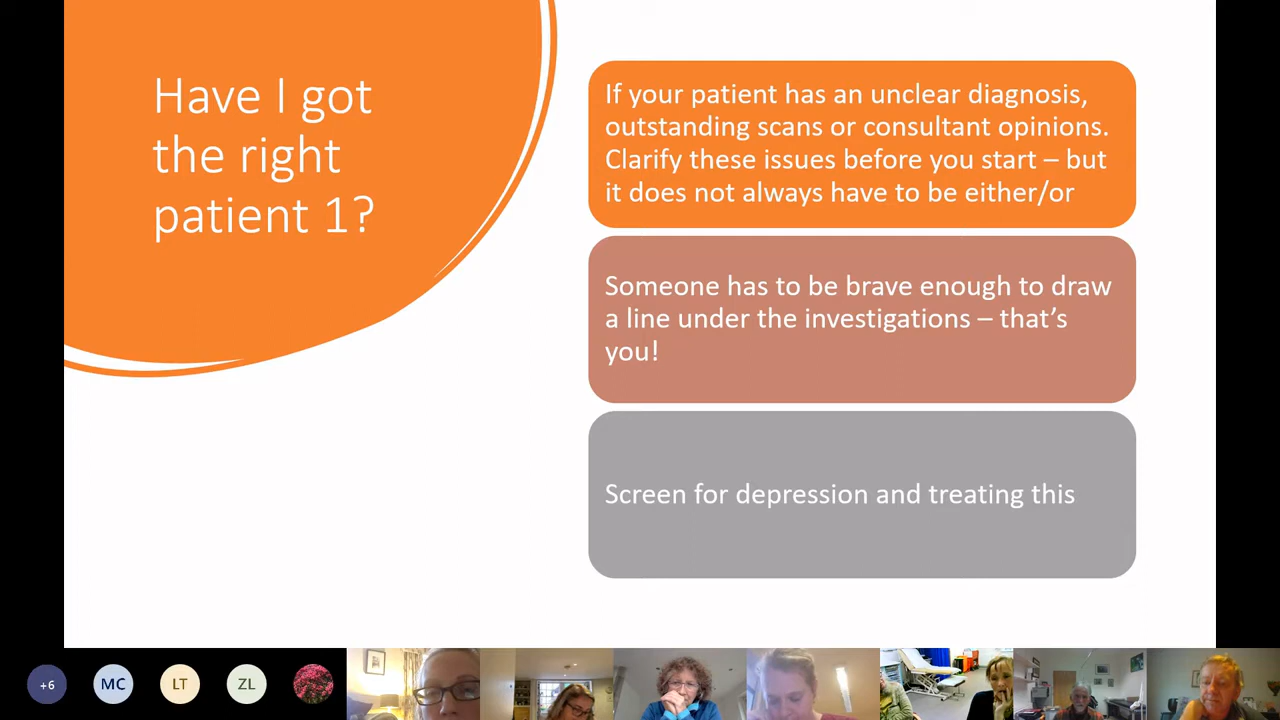 Have I got
the right
patient 1?
If your patient has an unclear diagnosis,
outstanding scans or consultant opinions.
Clarify these issues before you start – but
it does not always have to be either/or
Someone has to be brave enough to draw
a line under the investigations – that’s
you!
Screen for depression and treating this
+6
MC
LT
ZL